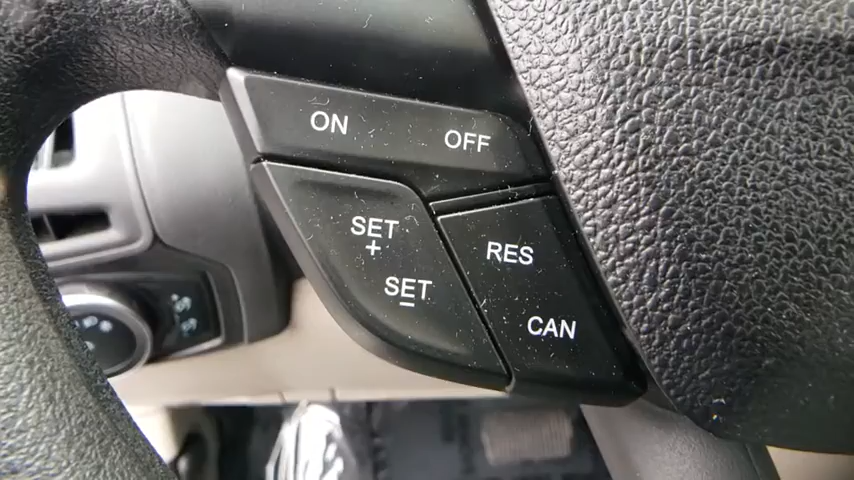 ON OFF
SET
+
SET
−
RES
CAN